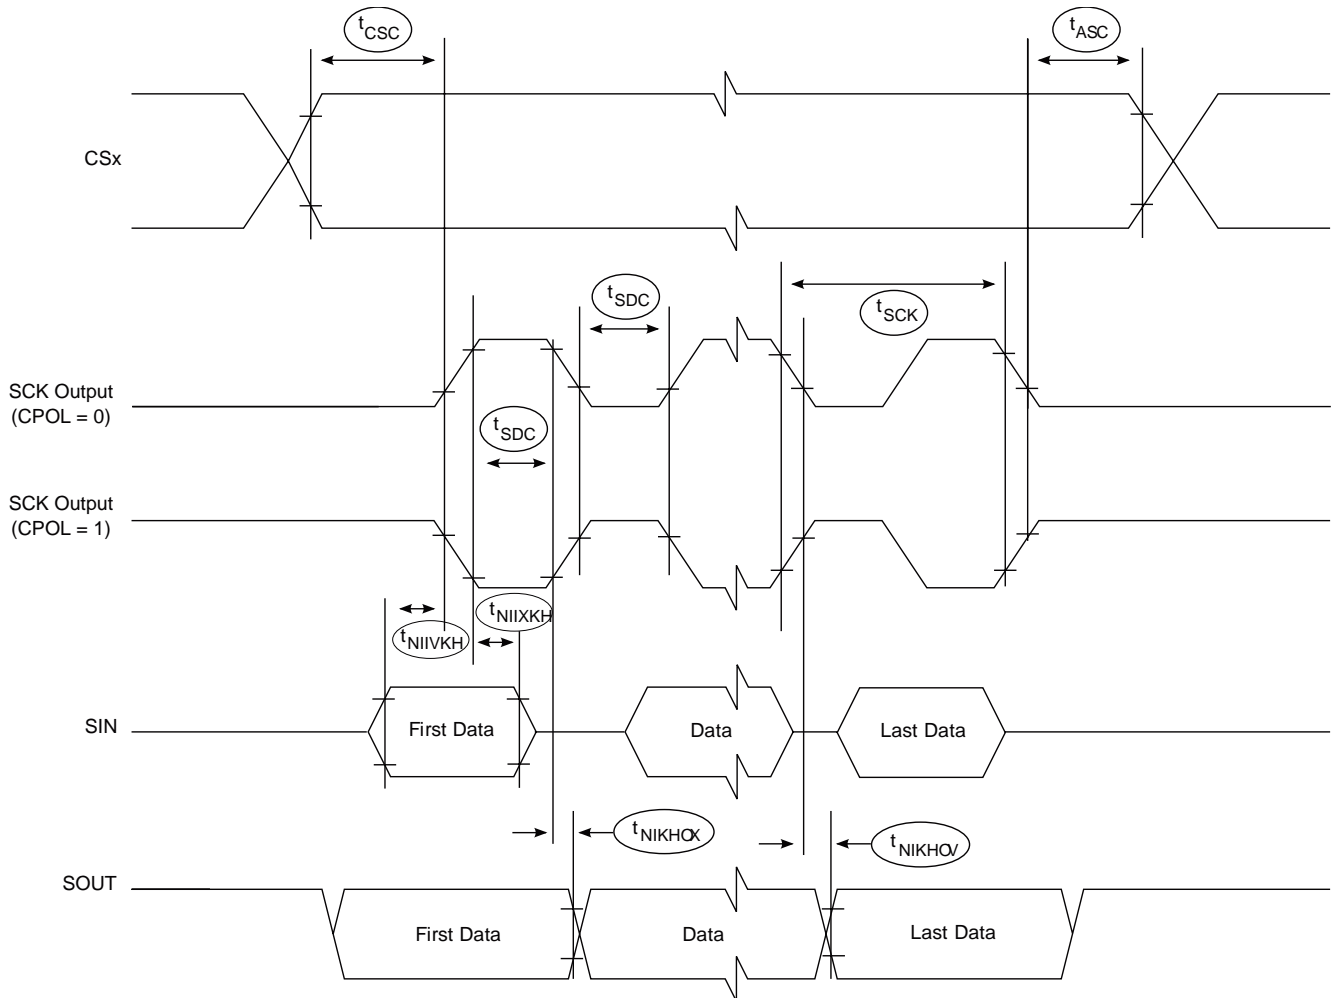 tCSC
tASC
CSx
tSDC
tSCK
SCK Output
(CPOL = 0)
tSDC
SCK Output
(CPOL = 1)
tNIIVKH
tNIIXKH
SIN
First Data
Data
Last Data
tNIKHOX
tNIKHOV
SOUT
First Data
Data
Last Data